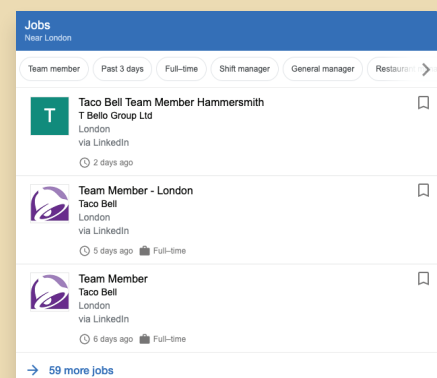 Jobs
Near London
Team member Past 3 days Full–time Shift manager General manager
T
Taco Bell Team Member Hammersmith
T Bello Group Ltd
London
via LinkedIn
2 days ago
Team Member - London
Taco Bell
London
via LinkedIn
5 days ago Full–time
Team Member
Taco Bell
London
via LinkedIn
6 days ago Full–time
59 more jobs